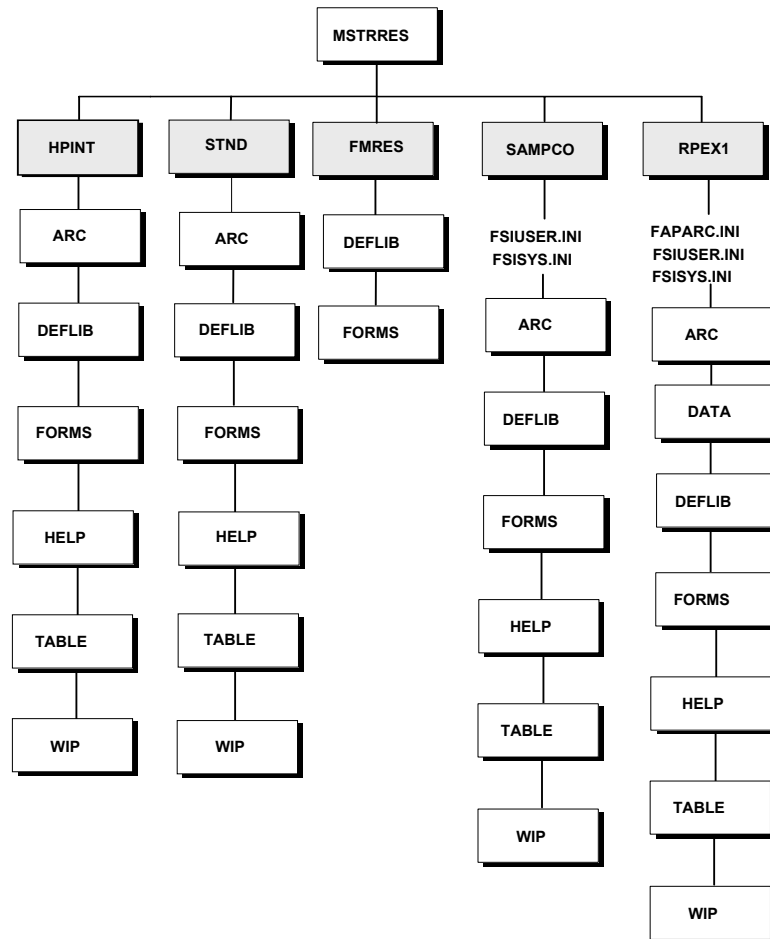 MSTRRES
HPINT
ARC
DEFLIB
FORMS
HELP
TABLE
WIP
STND
ARC
DEFLIB
FORMS
HELP
TABLE
WIP
FMRES
DEFLIB
FORMS
SAMPCO
FSIUSER.INI
FSISYS.INI
ARC
DEFLIB
FORMS
HELP
TABLE
WIP
RPEX1
FAPARC.INI
FSIUSER.INI
FSISYS.INI
ARC
DATA
DEFLIB
FORMS
HELP
TABLE
WIP